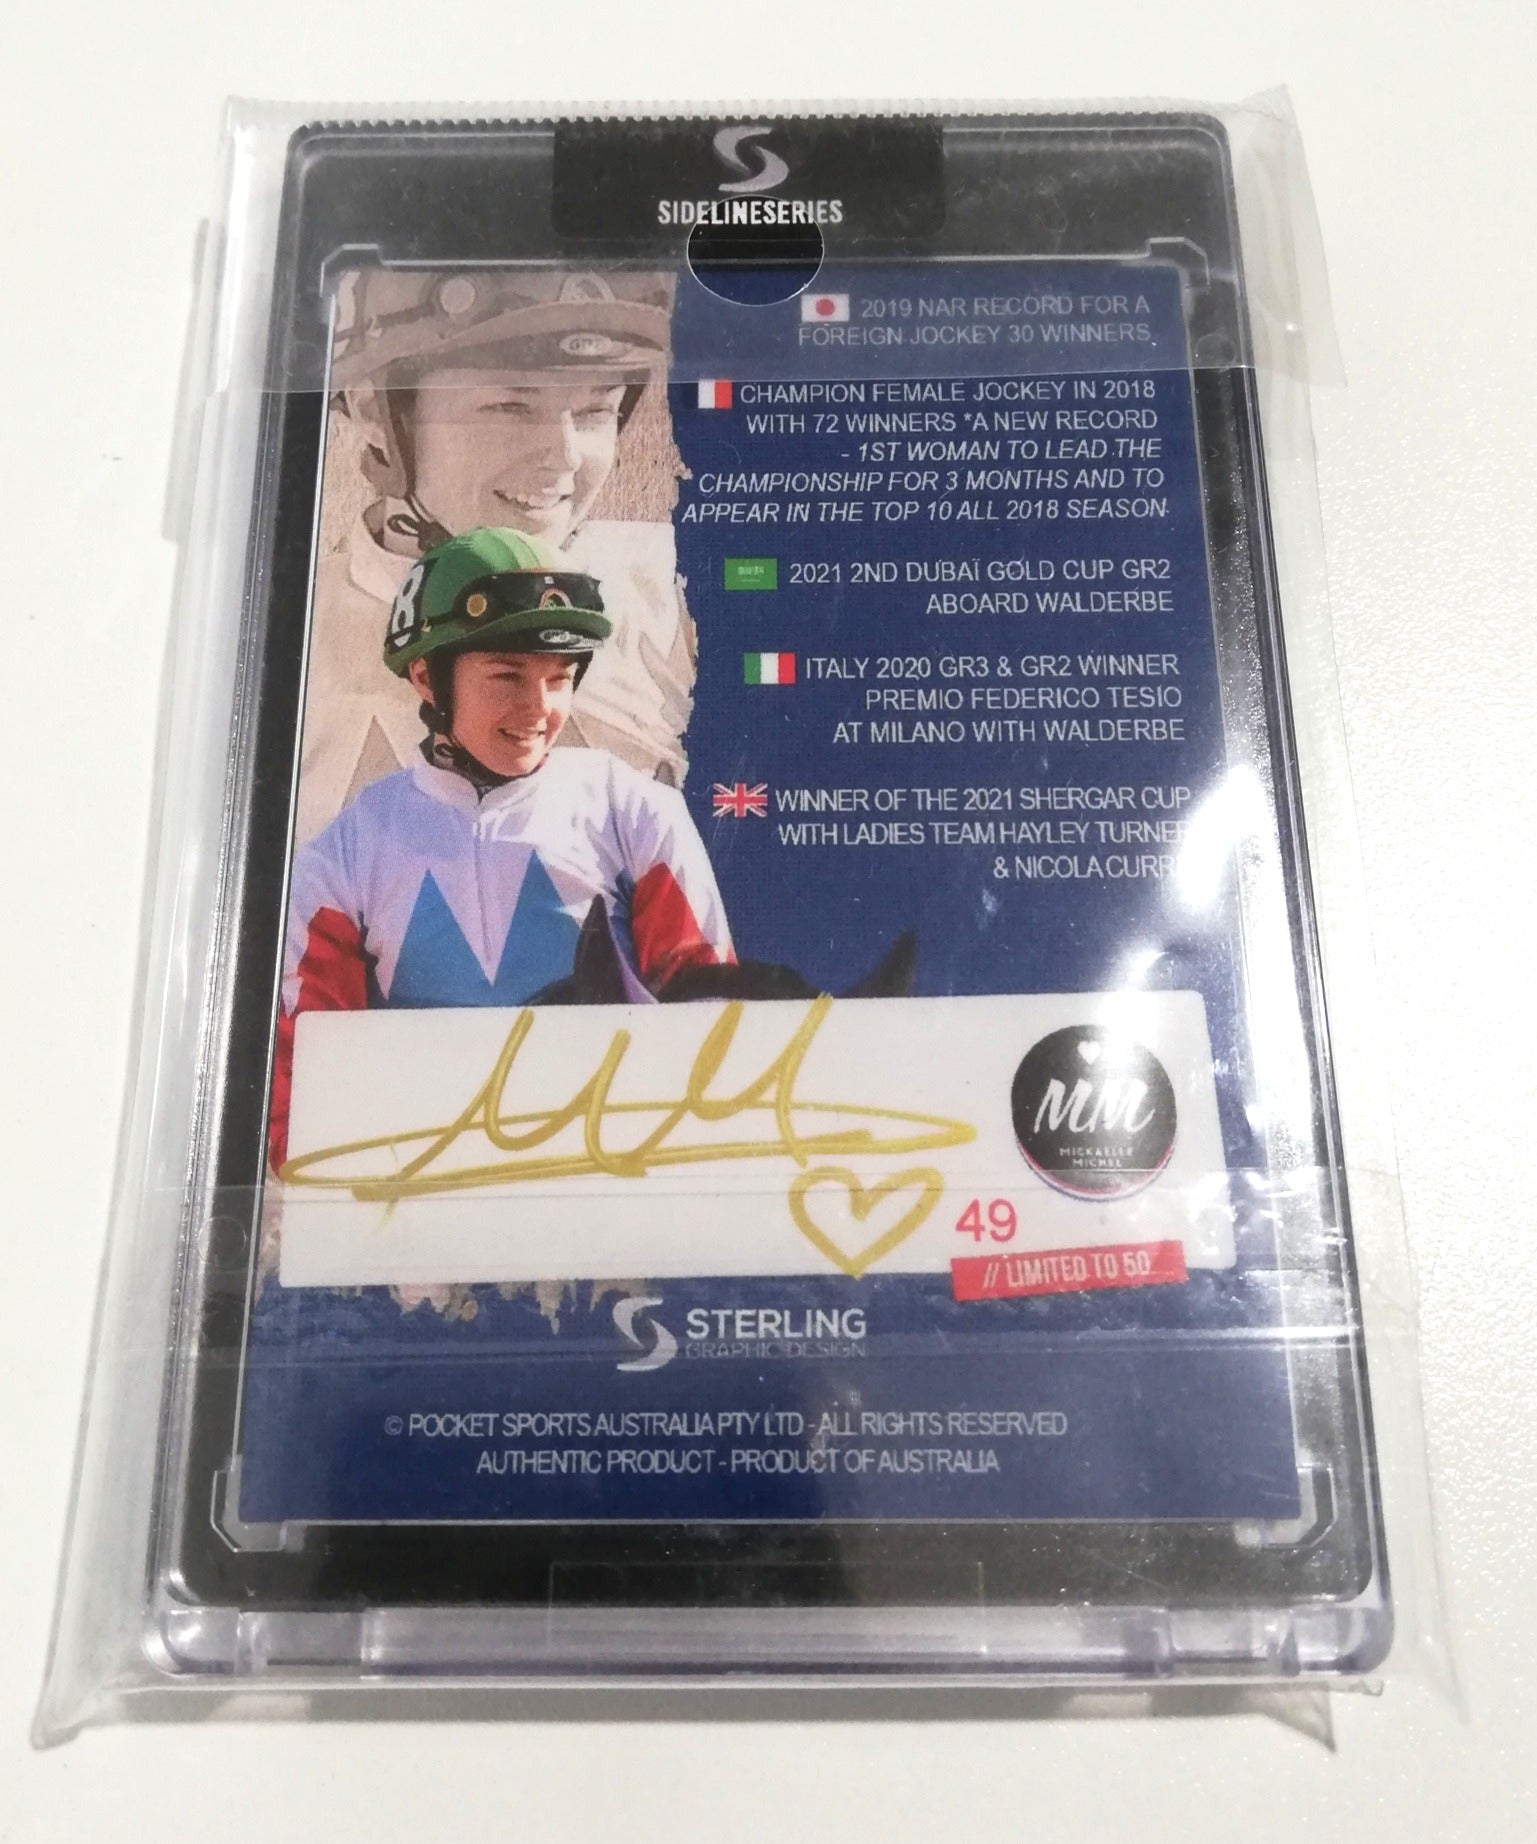 SIDELINESERIES
2019 NAR RECORD FOR A
FOREIGN JOCKEY 30 WINNERS
CHAMPION FEMALE JOCKEY IN 2018
WITH 72 WINNERS *A NEW RECORD
- 1ST WOMAN TO LEAD THE
CHAMPIONSHIP FOR 3 MONTHS AND TO
APPEAR IN THE TOP 10 ALL 2018 SEASON
2021 2ND DUBAÏ GOLD CUP GR2
ABOARD WALDERBE
ITALY 2020 GR3 & GR2 WINNER
PREMIO FEDERICO TESIO
AT MILANO WITH WALDERBE
WINNER OF THE 2021 SHERGAR CUP
WITH LADIES TEAM HAYLEY TURNER
& NICOLA
MM
MICKAELLE
MICHEL
49
// LIMITED TO 50
STERLING
GRAPHIC DESIGN
© POCKET SPORTS AUSTRALIA PTY LTD - ALL RIGHTS RESERVED
AUTHENTIC PRODUCT - PRODUCT OF AUSTRALIA